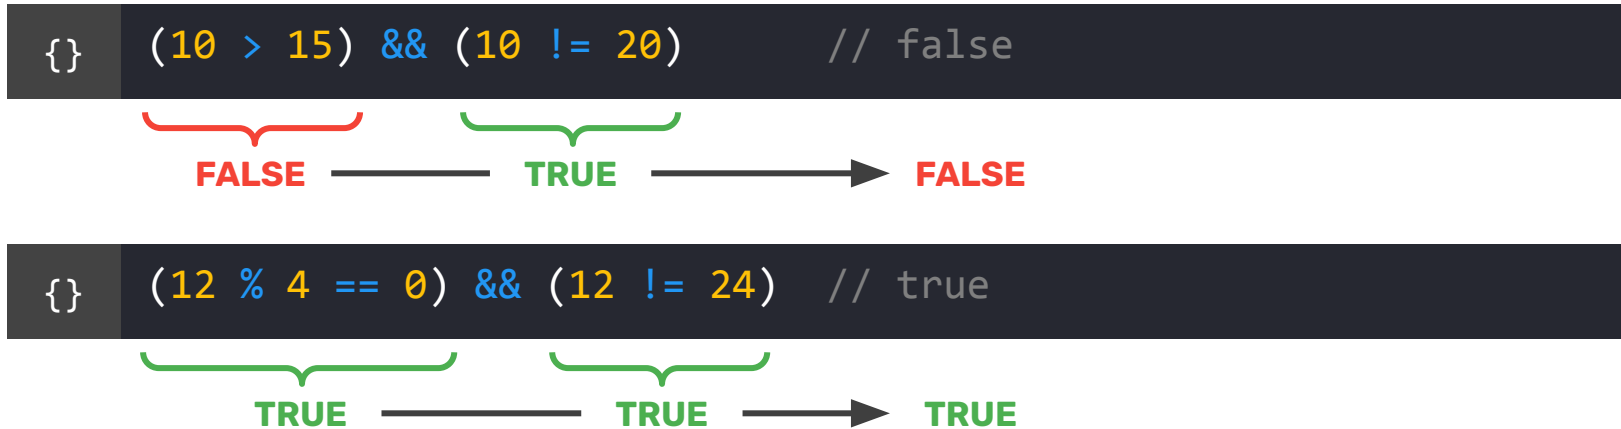 {} (10 > 15) && (10 != 20) // false
FALSE TRUE FALSE
{} (12 % 4 == 0) && (12 != 24) // true
TRUE TRUE TRUE